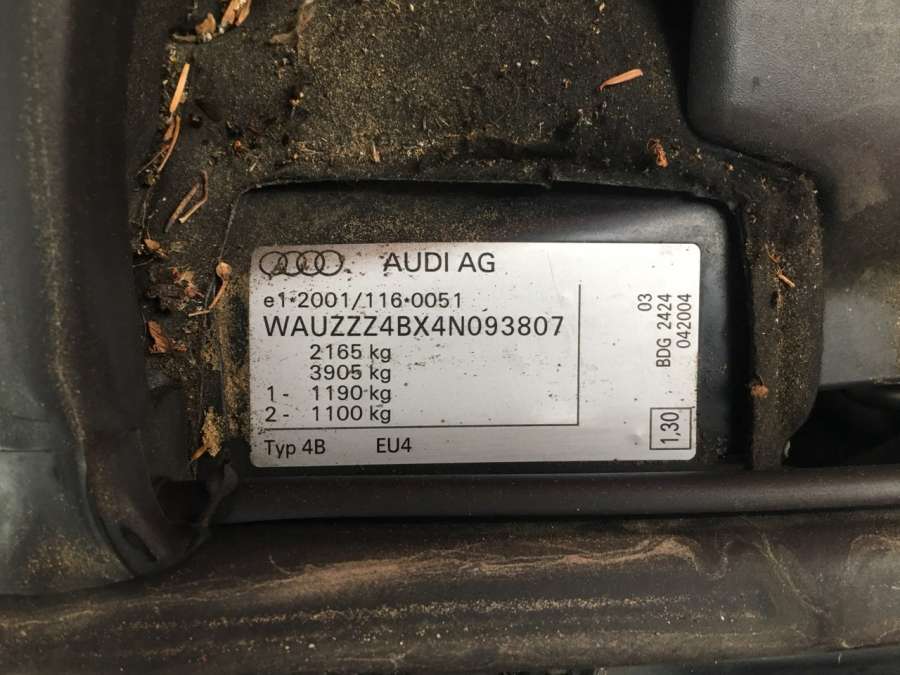 AUDI AG
e1*2001/116*0051
WAUZZZ4BX4N093807
2165 kg
3905 kg
1 - 1190 kg
2 - 1100 kg
Typ 4B EU4
03
BDG 2424
042004
1,30